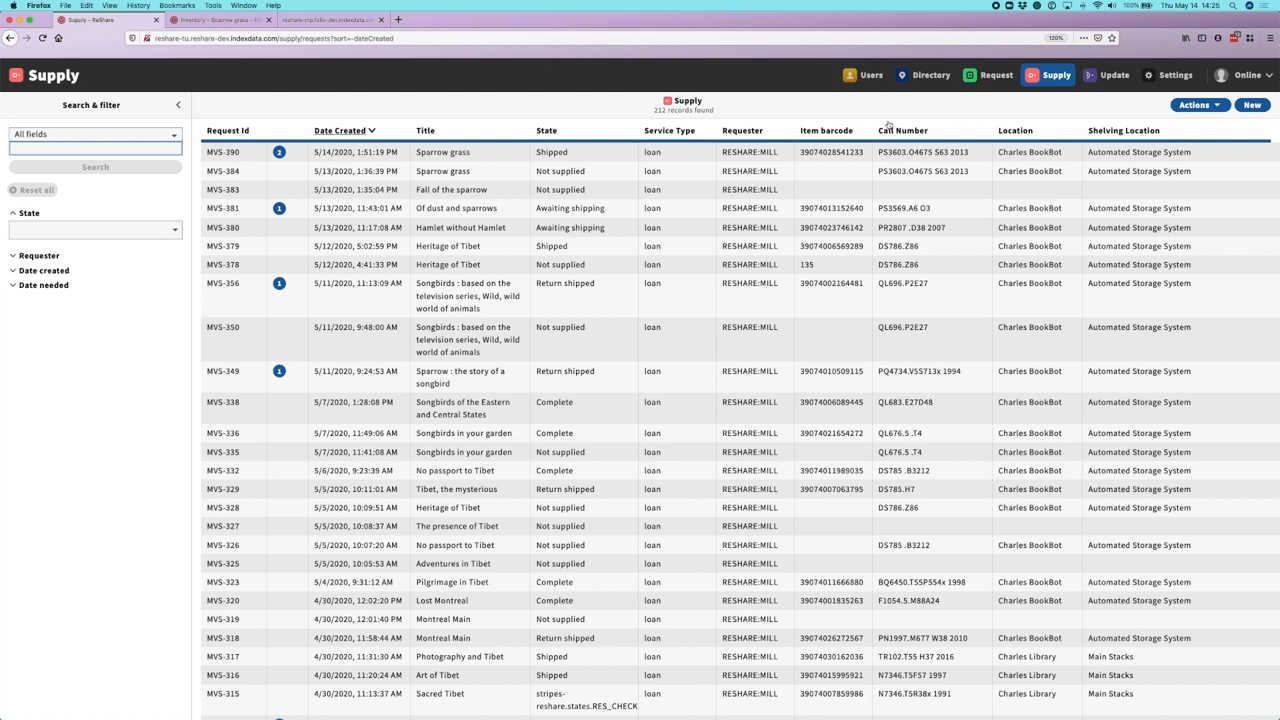 Firefox File Edit View History Bookmarks Tools Window Help 100% Thu May 14 14:25
Supply - ReShare
Inventory - Sparrow grass - FO
reshare-mp.folio-dev.indexdata.com/
reshare-tu.reshare-dev.indexdata.com/supply/requests?sort=-dateCreated 120%
Supply Users Directory Request Supply Update Settings Online
Search & filter Supply Actions New
212 records found
All fields
Search
Reset all
State
Requester
Date created
Date needed
Request Id Date Created Title State Service Type Requester Item barcode Call Number Location Shelving Location
MVS-390 2 5/14/2020, 1:51:19 PM Sparrow grass Shipped loan RESHARE:MILL 39074028541233 PS3603.O4675 S63 2013 Charles BookBot Automated Storage System
MVS-384 5/13/2020, 1:36:39 PM Sparrow grass Not supplied loan RESHARE:MILL PS3603.O4675 S63 2013 Charles BookBot Automated Storage System
MVS-383 5/13/2020, 1:35:04 PM Fall of the sparrow Not supplied loan RESHARE:MILL
MVS-381 1 5/13/2020, 11:43:01 AM Of dust and sparrows Awaiting shipping loan RESHARE:MILL 39074013152640 PS3569.A6 O3 Charles BookBot Automated Storage System
MVS-380 5/13/2020, 11:17:08 AM Hamlet without Hamlet Awaiting shipping loan RESHARE:MILL 39074023746142 PR2807 .D38 2007 Charles BookBot Automated Storage System
MVS-379 5/12/2020, 5:02:59 PM Heritage of Tibet Shipped loan RESHARE:MILL 39074006569289 DS786.Z86 Charles BookBot Automated Storage System
MVS-378 5/12/2020, 4:41:33 PM Heritage of Tibet Not supplied loan RESHARE:MILL 135 DS786.Z86 Charles BookBot Automated Storage System
MVS-356 1 5/11/2020, 11:13:09 AM Songbirds : based on the Return shipped loan RESHARE:MILL 39074002164481 QL696.P2E27 Charles BookBot Automated Storage System
television series, Wild, wild
world of animals
MVS-350 5/11/2020, 9:48:00 AM Songbirds : based on the Not supplied loan RESHARE:MILL QL696.P2E27 Charles BookBot Automated Storage System
television series, Wild, wild
world of animals
MVS-349 1 5/11/2020, 9:24:53 AM Sparrow : the story of a Return shipped loan RESHARE:MILL 39074010509115 PQ4734.V5S713x 1994 Charles BookBot Automated Storage System
songbird
MVS-338 5/7/2020, 1:28:08 PM Songbirds of the Eastern Complete loan RESHARE:MILL 39074006089445 QL683.E27D48 Charles BookBot Automated Storage System
and Central States
MVS-336 5/7/2020, 11:49:06 AM Songbirds in your garden Complete loan RESHARE:MILL 39074021654272 QL676.5 .T4 Charles BookBot Automated Storage System
MVS-335 5/7/2020, 11:41:08 AM Songbirds in your garden Not supplied loan RESHARE:MILL QL676.5 .T4 Charles BookBot Automated Storage System
MVS-332 5/6/2020, 9:23:39 AM No passport to Tibet Complete loan RESHARE:MILL 39074011989035 DS785 .B3212 Charles BookBot Automated Storage System
MVS-329 5/5/2020, 10:11:01 AM Tibet, the mysterious Return shipped loan RESHARE:MILL 39074007063795 DS785.H7 Charles BookBot Automated Storage System
MVS-328 5/5/2020, 10:09:51 AM Heritage of Tibet Not supplied loan RESHARE:MILL DS786.Z86 Charles BookBot Automated Storage System
MVS-327 5/5/2020, 10:08:37 AM The presence of Tibet Not supplied loan RESHARE:MILL
MVS-326 5/5/2020, 10:07:20 AM No passport to Tibet Not supplied loan RESHARE:MILL DS785 .B3212 Charles BookBot Automated Storage System
MVS-325 5/5/2020, 10:05:53 AM Adventures in Tibet Not supplied loan RESHARE:MILL
MVS-323 5/4/2020, 9:31:12 AM Pilgrimage in Tibet Complete loan RESHARE:MILL 39074011666880 BQ6450.T55P554x 1998 Charles BookBot Automated Storage System
MVS-320 4/30/2020, 12:02:20 PM Lost Montreal Complete loan RESHARE:MILL 39074001835263 F1054.5.M88A24 Charles BookBot Automated Storage System
MVS-319 4/30/2020, 12:01:40 PM Montreal Main Not supplied loan RESHARE:MILL
MVS-318 4/30/2020, 11:58:44 AM Montreal Main Return shipped loan RESHARE:MILL 39074026272567 PN1997.M677 W38 2010 Charles BookBot Automated Storage System
MVS-317 4/30/2020, 11:31:30 AM Photography and Tibet Shipped loan RESHARE:MILL 39074030162036 TR102.T55 H37 2016 Charles Library Main Stacks
MVS-316 4/30/2020, 11:20:24 AM Art of Tibet Shipped loan RESHARE:MILL 39074015995921 N7346.T5F57 1997 Charles Library Main Stacks
MVS-315 4/30/2020, 11:13:37 AM Sacred Tibet stripes- loan RESHARE:MILL 39074007859986 N7346.T5R38x 1991 Charles Library Main Stacks
reshare.states.RES_CHECK